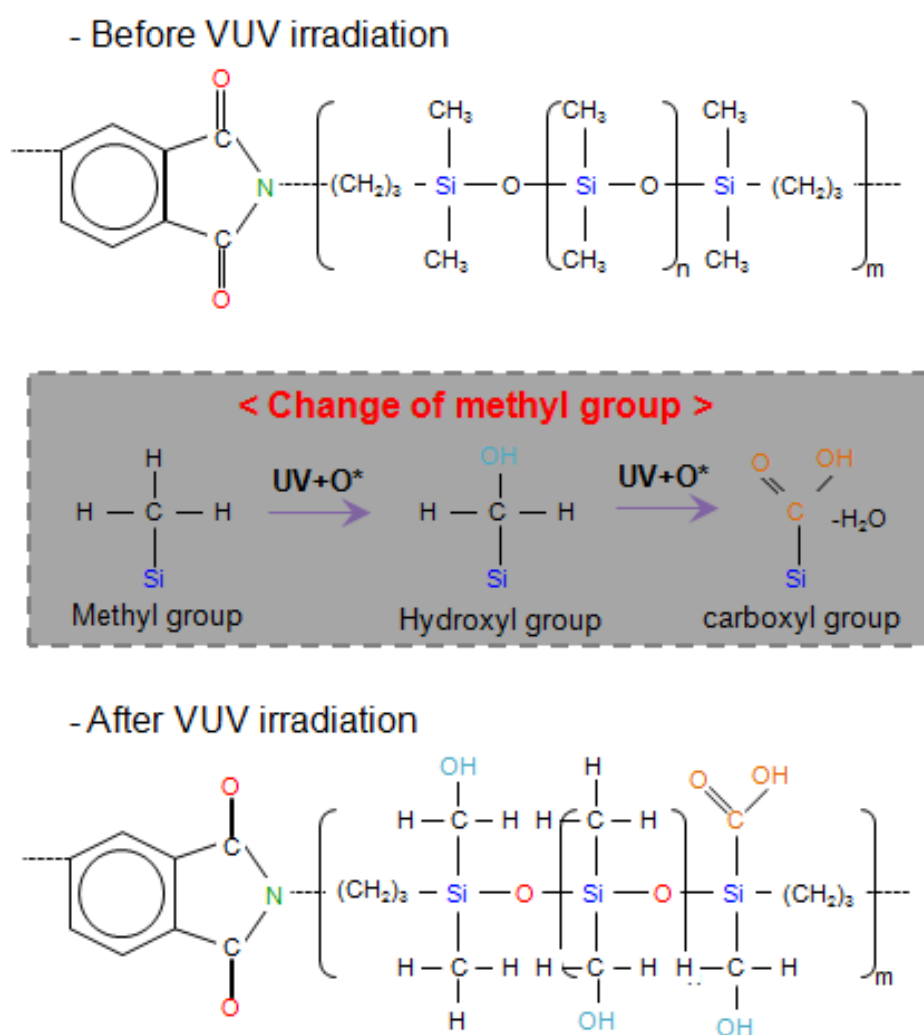 - Before VUV irradiation
O CH₃ CH₃ CH₃
C
N (CH₂)₃ Si O Si O Si (CH₂)₃
C
CH₃ CH₃ n CH₃ m
O
< Change of methyl group >
H OH O OH
UV+O* UV+O*
H C H H C H C -H₂O
Si Si Si
Methyl group Hydroxyl group carboxyl group
- After VUV irradiation
OH H O OH
O
C H C H H C H C
N (CH₂)₃ Si O Si O Si (CH₂)₃
C H C H H C H H C H m
O H OH OH